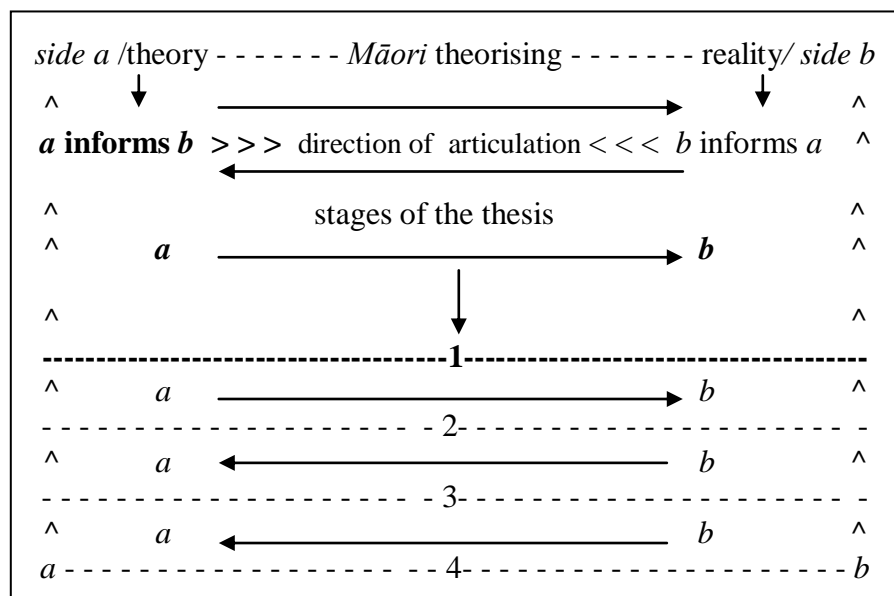 side a /theory - - - - - - - Māori theorising - - - - - - - reality/ side b
^ ^
a informs b > > > direction of articulation < < < b informs a ^
^ stages of the thesis ^
^ a b ^
^ ^
----------------------------------1----------------------------------
^ a b ^
- - - - - - - - - - - - - - - - - - -2- - - - - - - - - - - - - - - - - - -
^ a b ^
- - - - - - - - - - - - - - - - - - -3- - - - - - - - - - - - - - - - - - -
^ a b ^
a- - - - - - - - - - - - - - - - - - -4- - - - - - - - - - - - - - - - - - -b